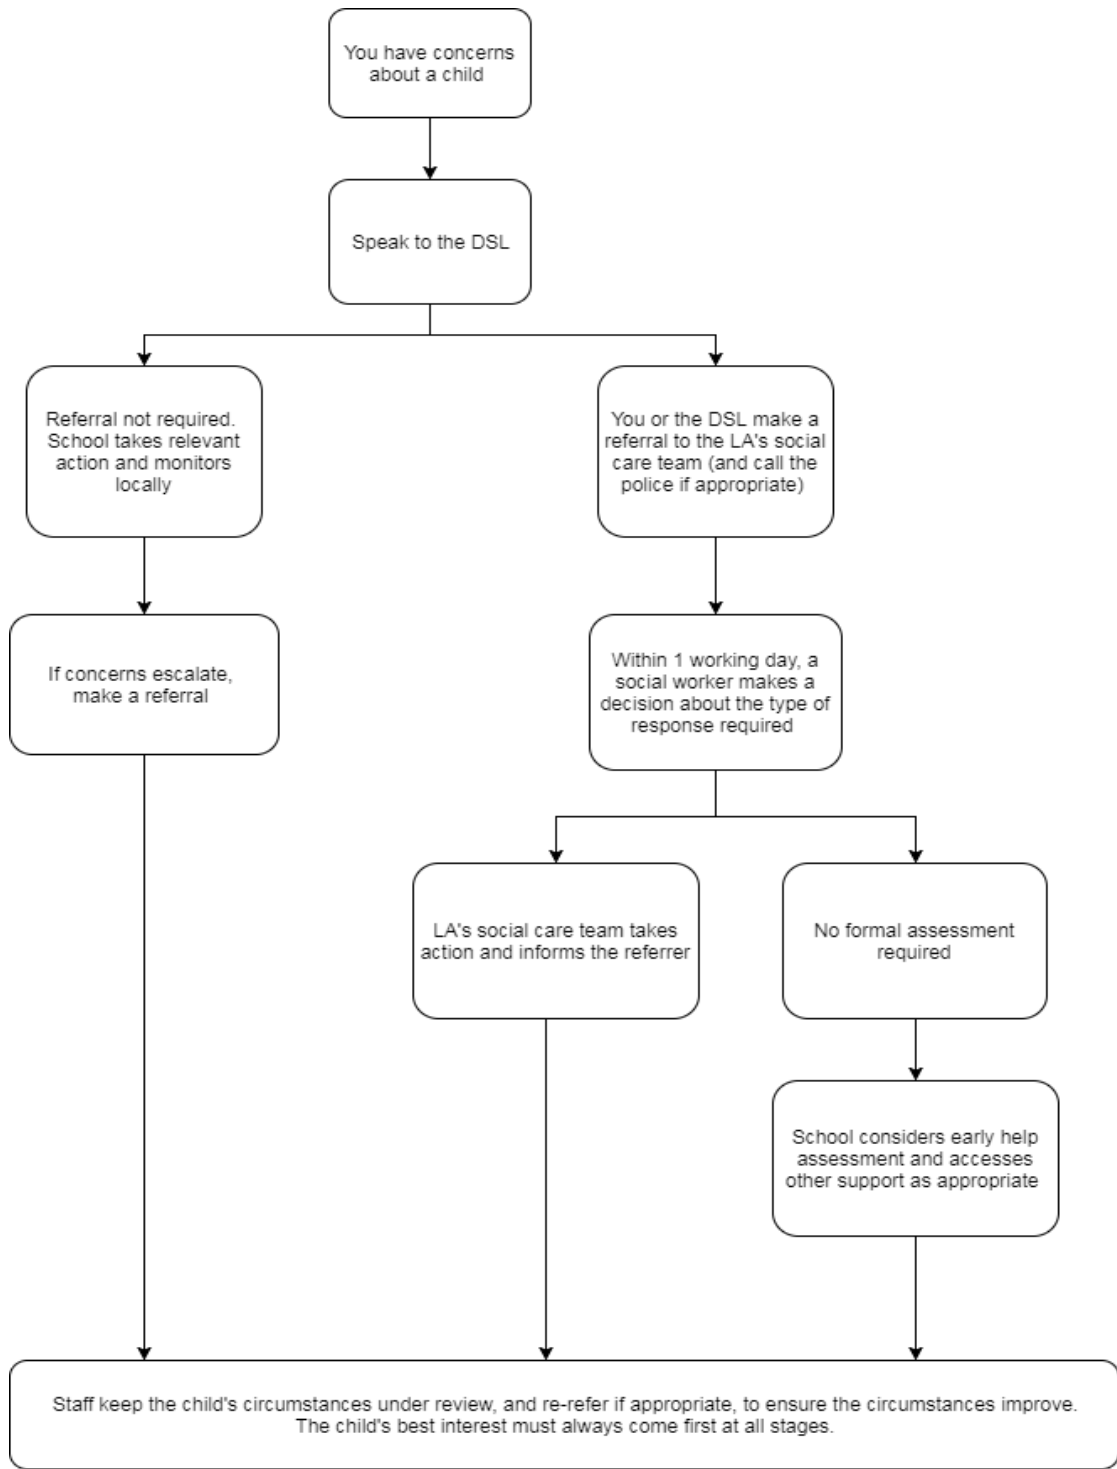 You have concerns
about a child
Speak to the DSL
Referral not required.
School takes relevant
action and monitors
locally
You or the DSL make a
referral to the LA's social
care team (and call the
police if appropriate)
If concerns escalate,
make a referral
Within 1 working day, a
social worker makes a
decision about the type of
response required
LA's social care team takes
action and informs the referrer
No formal assessment
required
School considers early help
assessment and accesses
other support as appropriate
Staff keep the child's circumstances under review, and re-refer if appropriate, to ensure the circumstances improve.
The child's best interest must always come first at all stages.